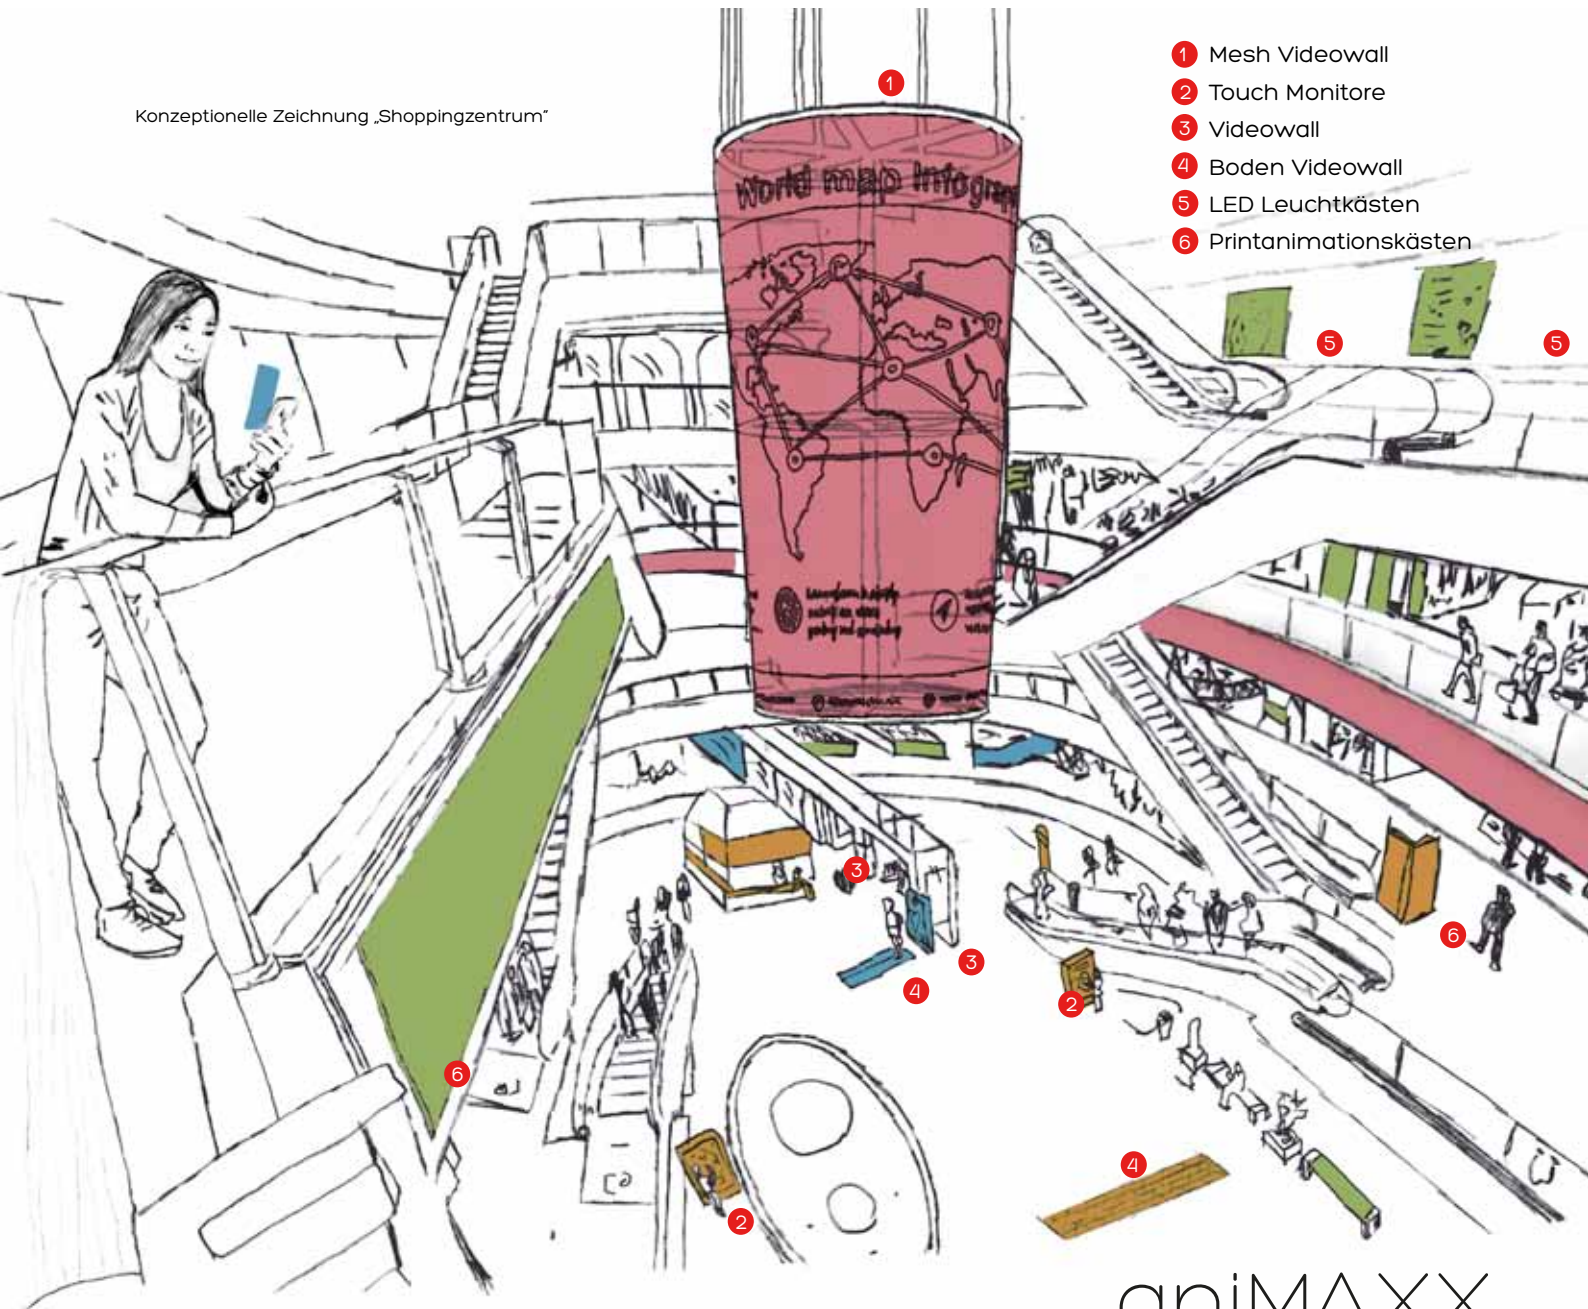 Konzeptionelle Zeichnung „Shoppingzentrum"
1 Mesh Videowall
2 Touch Monitore
3 Videowall
4 Boden Videowall
5 LED Leuchtkästen
6 Printanimationskästen
1
World map Infograp
5
5
3
6
3
4
2
6
4
2
aniMAXX